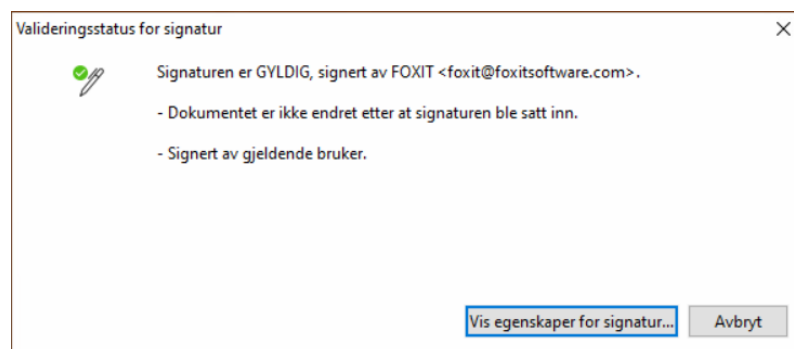 Valideringsstatus for signatur
Signaturen er GYLDIG, signert av FOXIT <foxit@foxitsoftware.com>.
- Dokumentet er ikke endret etter at signaturen ble satt inn.
- Signert av gjeldende bruker.
Vis egenskaper for signatur... Avbryt